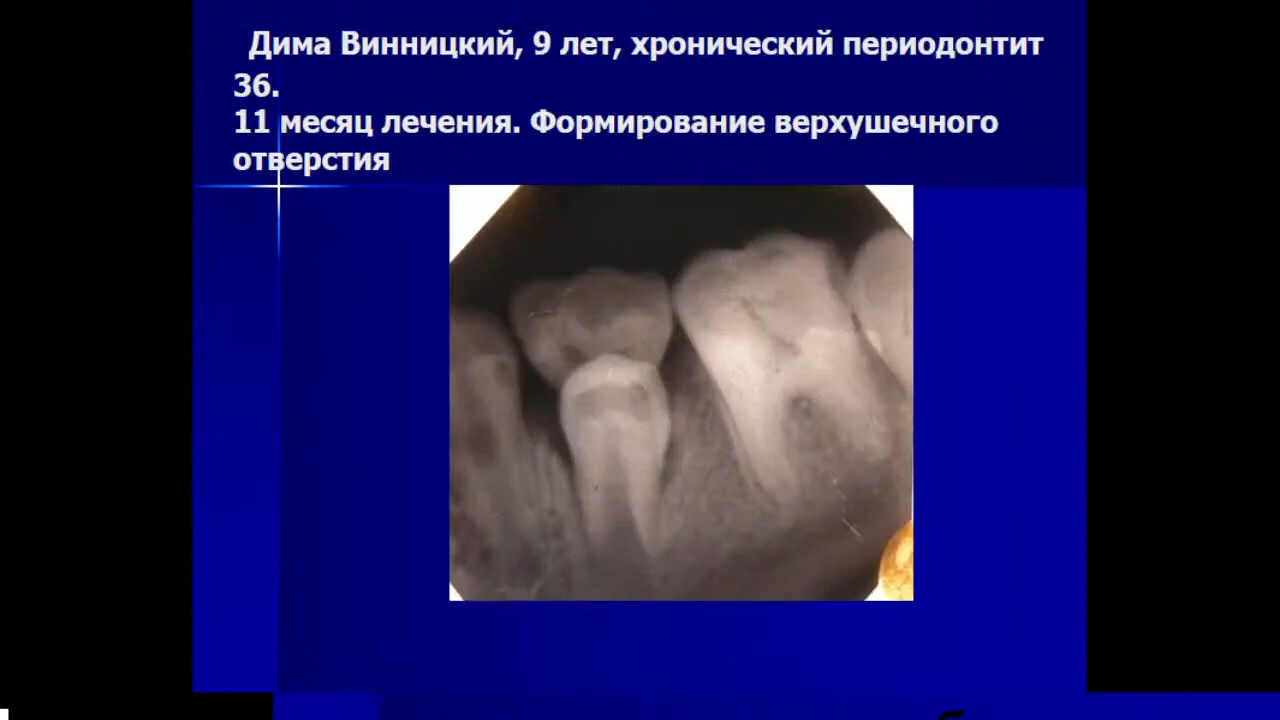 Дима Винницкий, 9 лет, хронический периодонтит
36.
11 месяц лечения. Формирование верхушечного
отверстия